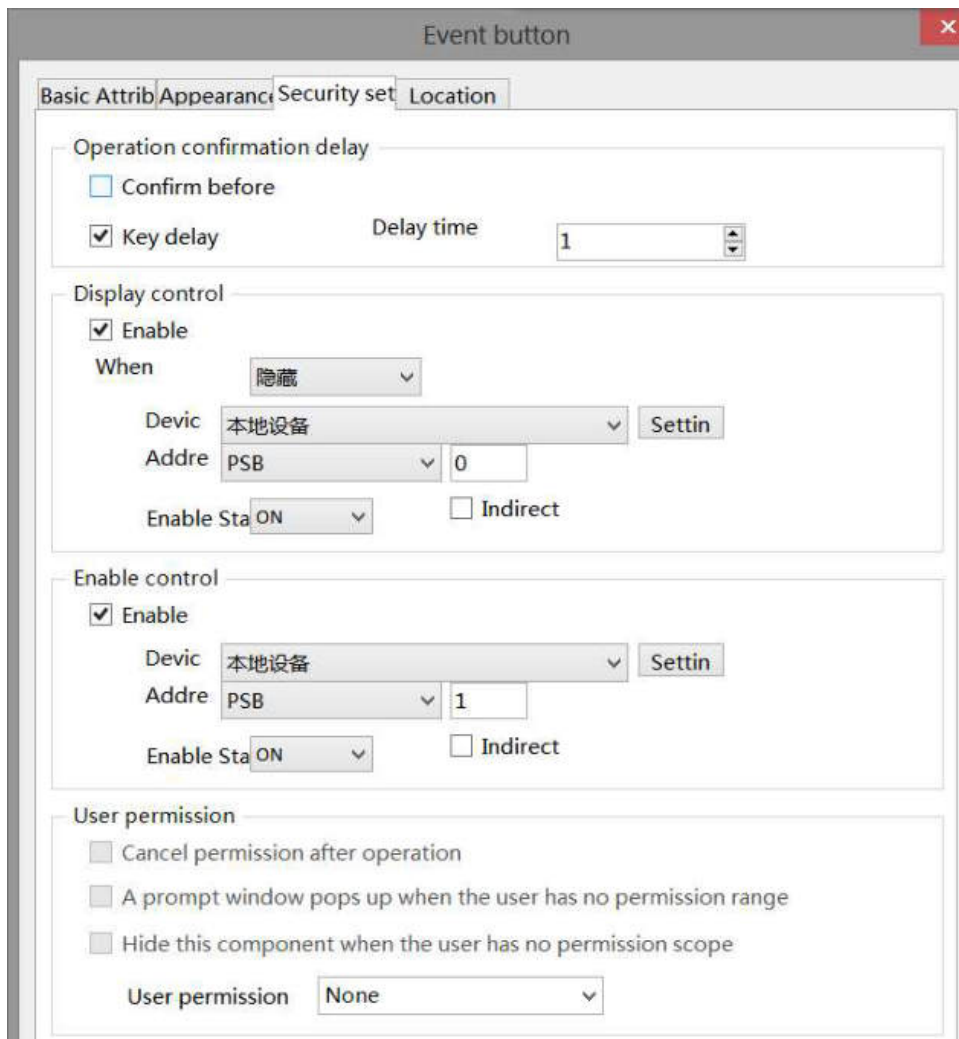 Event button
Basic Attrib Appearance Security set Location
Operation confirmation delay
Confirm before
Key delay Delay time 1
Display control
Enable
When 隐藏
Devic 本地设备 Settin
Addre PSB 0
Enable Sta ON Indirect
Enable control
Enable
Devic 本地设备 Settin
Addre PSB 1
Enable Sta ON Indirect
User permission
Cancel permission after operation
A prompt window pops up when the user has no permission range
Hide this component when the user has no permission scope
User permission None